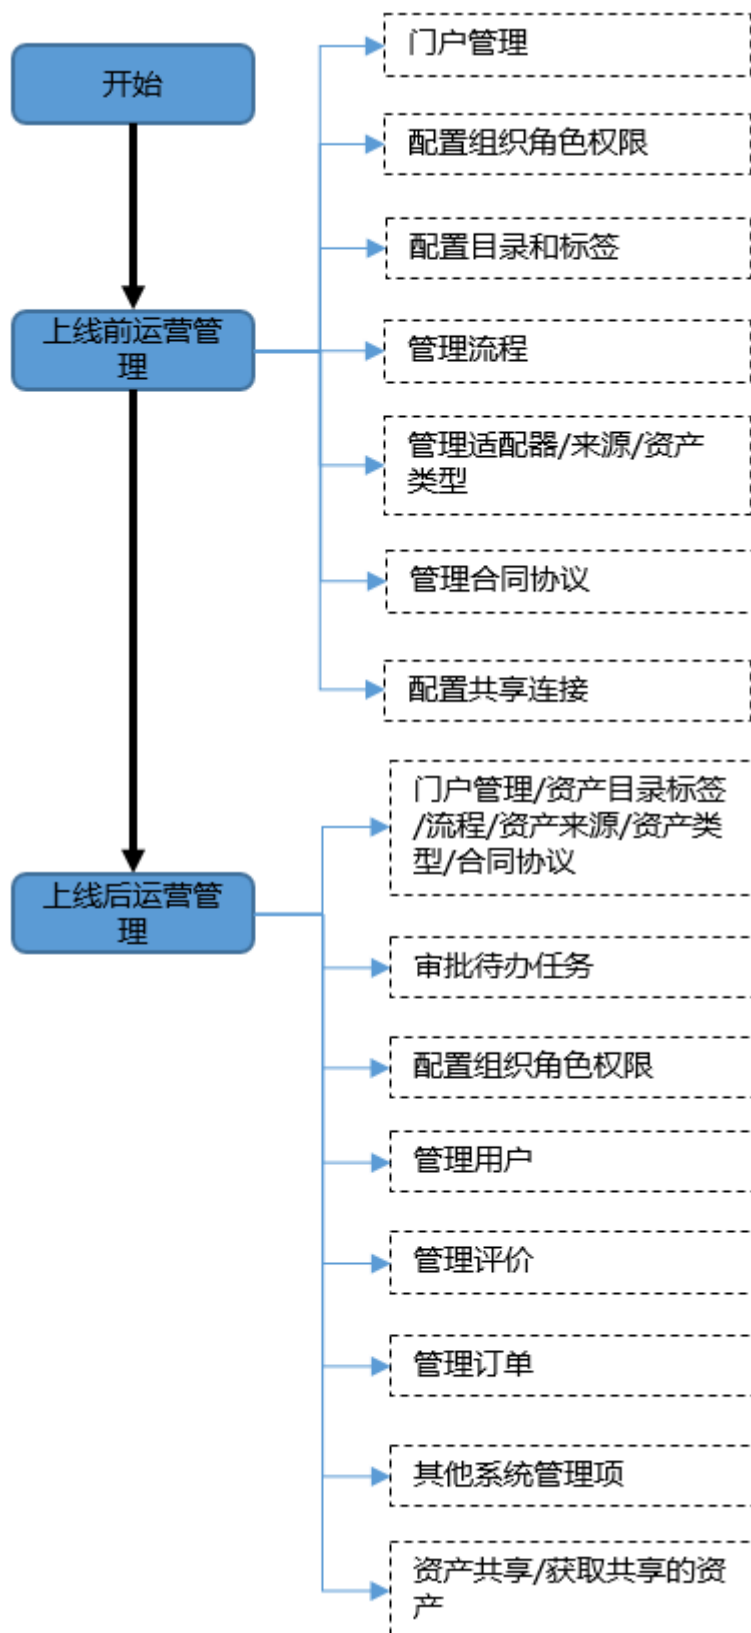 开始
门户管理
配置组织角色权限
配置目录和标签
上线前运营管
理
管理流程
管理适配器/来源/资产
类型
管理合同协议
配置共享连接
门户管理/资产目录标签
/流程/资产来源/资产类
型/合同协议
上线后运营管
理
审批待办任务
配置组织角色权限
管理用户
管理评价
管理订单
其他系统管理项
资产共享/获取共享的资
产